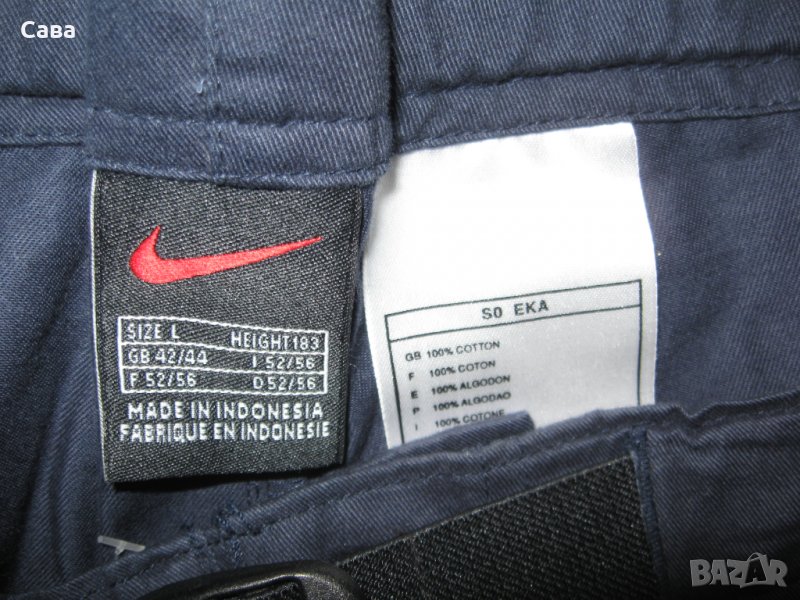 Сава
SIZE L HEIGHT 183
GB 42/44 I 52/56
F 52/56 D 52/56
MADE IN INDONESIA
FABRIQUE EN INDONESIE
S0 EKA
GB 100% COTTON
F 100% COTON
E 100% ALGODON
P 100% ALGODAO
I 100% COTONE
BAZAR